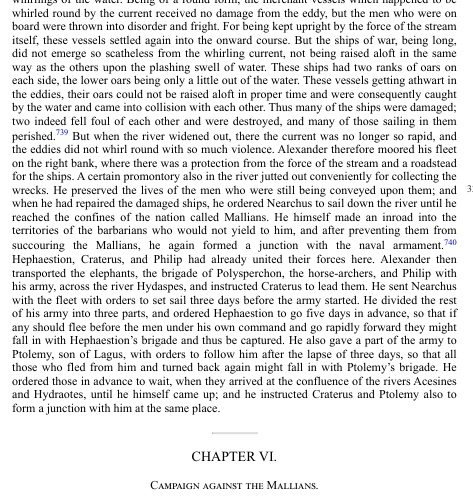 whirlings of the water. Being of a round form, the merchant vessels which happened to be
whirled round by the current received no damage from the eddy, but the men who were on
board were thrown into disorder and fright. For being kept upright by the force of the stream
itself, these vessels settled again into the onward course. But the ships of war, being long,
did not emerge so scatheless from the whirling current, not being raised aloft in the same
way as the others upon the plashing swell of water. These ships had two ranks of oars on
each side, the lower oars being only a little out of the water. These vessels getting athwart in
the eddies, their oars could not be raised aloft in proper time and were consequently caught
by the water and came into collision with each other. Thus many of the ships were damaged;
two indeed fell foul of each other and were destroyed, and many of those sailing in them
perished.739 But when the river widened out, there the current was no longer so rapid, and
the eddies did not whirl round with so much violence. Alexander therefore moored his fleet
on the right bank, where there was a protection from the force of the stream and a roadstead
for the ships. A certain promontory also in the river jutted out conveniently for collecting the
wrecks. He preserved the lives of the men who were still being conveyed upon them; and
when he had repaired the damaged ships, he ordered Nearchus to sail down the river until he
reached the confines of the nation called Mallians. He himself made an inroad into the
territories of the barbarians who would not yield to him, and after preventing them from
succouring the Mallians, he again formed a junction with the naval armament.740
Hephaestion, Craterus, and Philip had already united their forces here. Alexander then
transported the elephants, the brigade of Polysperchon, the horse-archers, and Philip with
his army, across the river Hydaspes, and instructed Craterus to lead them. He sent Nearchus
with the fleet with orders to set sail three days before the army started. He divided the rest
of his army into three parts, and ordered Hephaestion to go five days in advance, so that if
any should flee before the men under his own command and go rapidly forward they might
fall in with Hephaestion's brigade and thus be captured. He also gave a part of the army to
Ptolemy, son of Lagus, with orders to follow him after the lapse of three days, so that all
those who fled from him and turned back again might fall in with Ptolemy's brigade. He
ordered those in advance to wait, when they arrived at the confluence of the rivers Acesines
and Hydraotes, until he himself came up; and he instructed Craterus and Ptolemy also to
form a junction with him at the same place.
CHAPTER VI.
CAMPAIGN AGAINST THE MALLIANS.